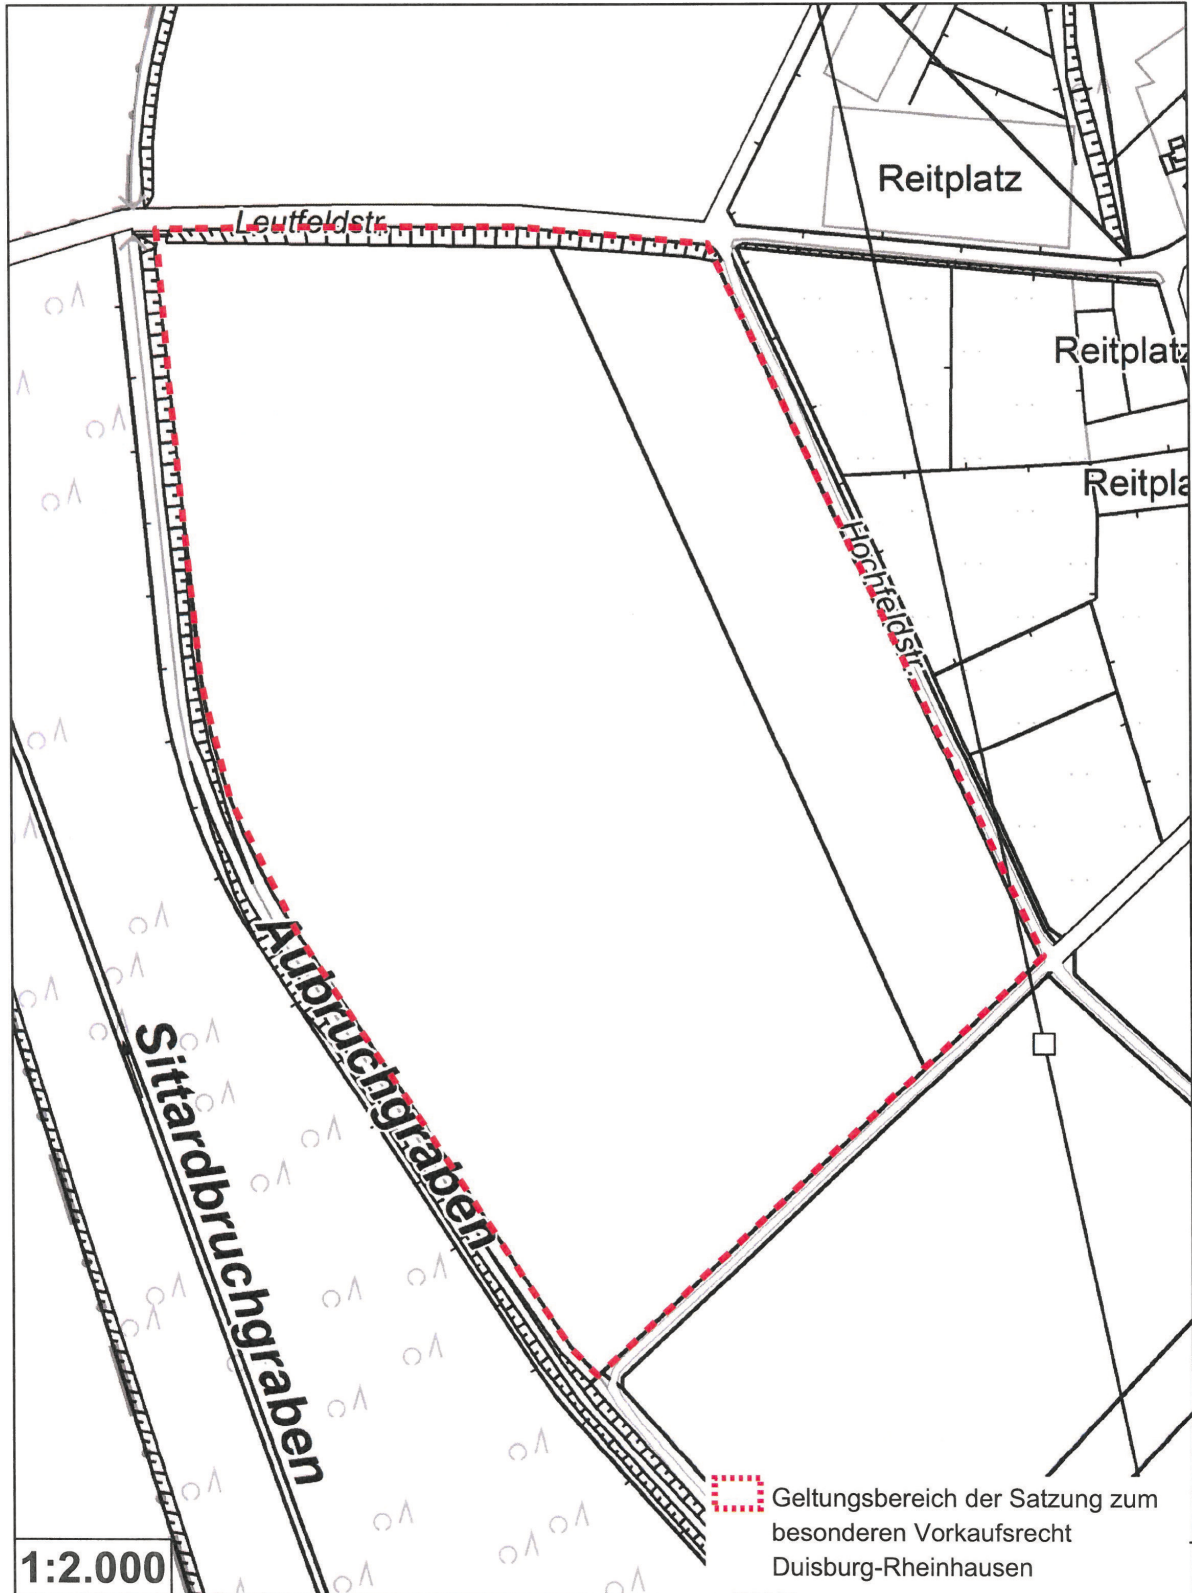 Reitplatz
Leutfeldstr.
Reitplatz
Reitpla
Hochfeldstr.
Aubruchgraben
Sittardbruchgraben
Geltungsbereich der Satzung zum
besonderen Vorkaufsrecht
Duisburg-Rheinhausen
1:2.000